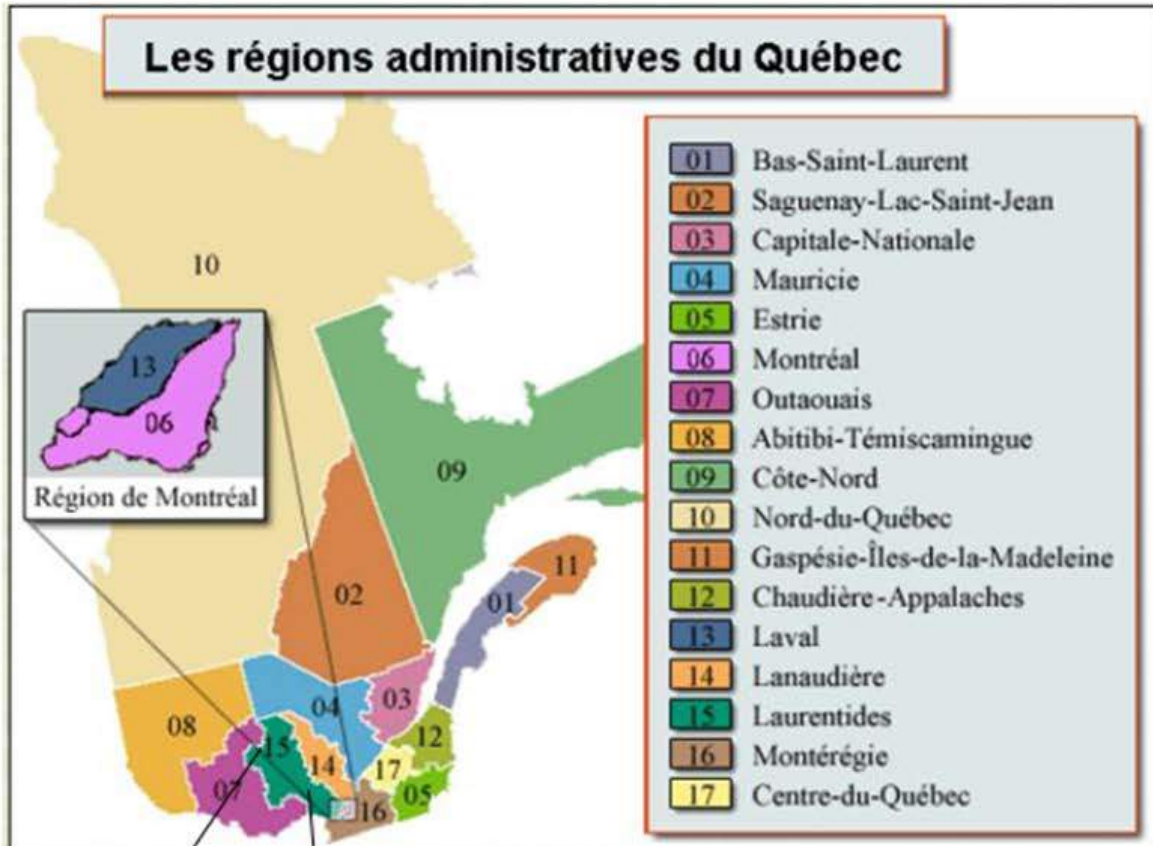 Les régions administratives du Québec
01 Bas-Saint-Laurent
02 Saguenay-Lac-Saint-Jean
03 Capitale-Nationale
04 Mauricie
05 Estrie
06 Montréal
07 Outaouais
08 Abitibi-Témiscamingue
09 Côte-Nord
10 Nord-du-Québec
11 Gaspésie-Îles-de-la-Madeleine
12 Chaudière-Appalaches
13 Laval
14 Lanaudière
15 Laurentides
16 Montérégie
17 Centre-du-Québec
10
13
06
Région de Montréal
09
11
02
01
03
04
08
12
15
14
17
07
05
16